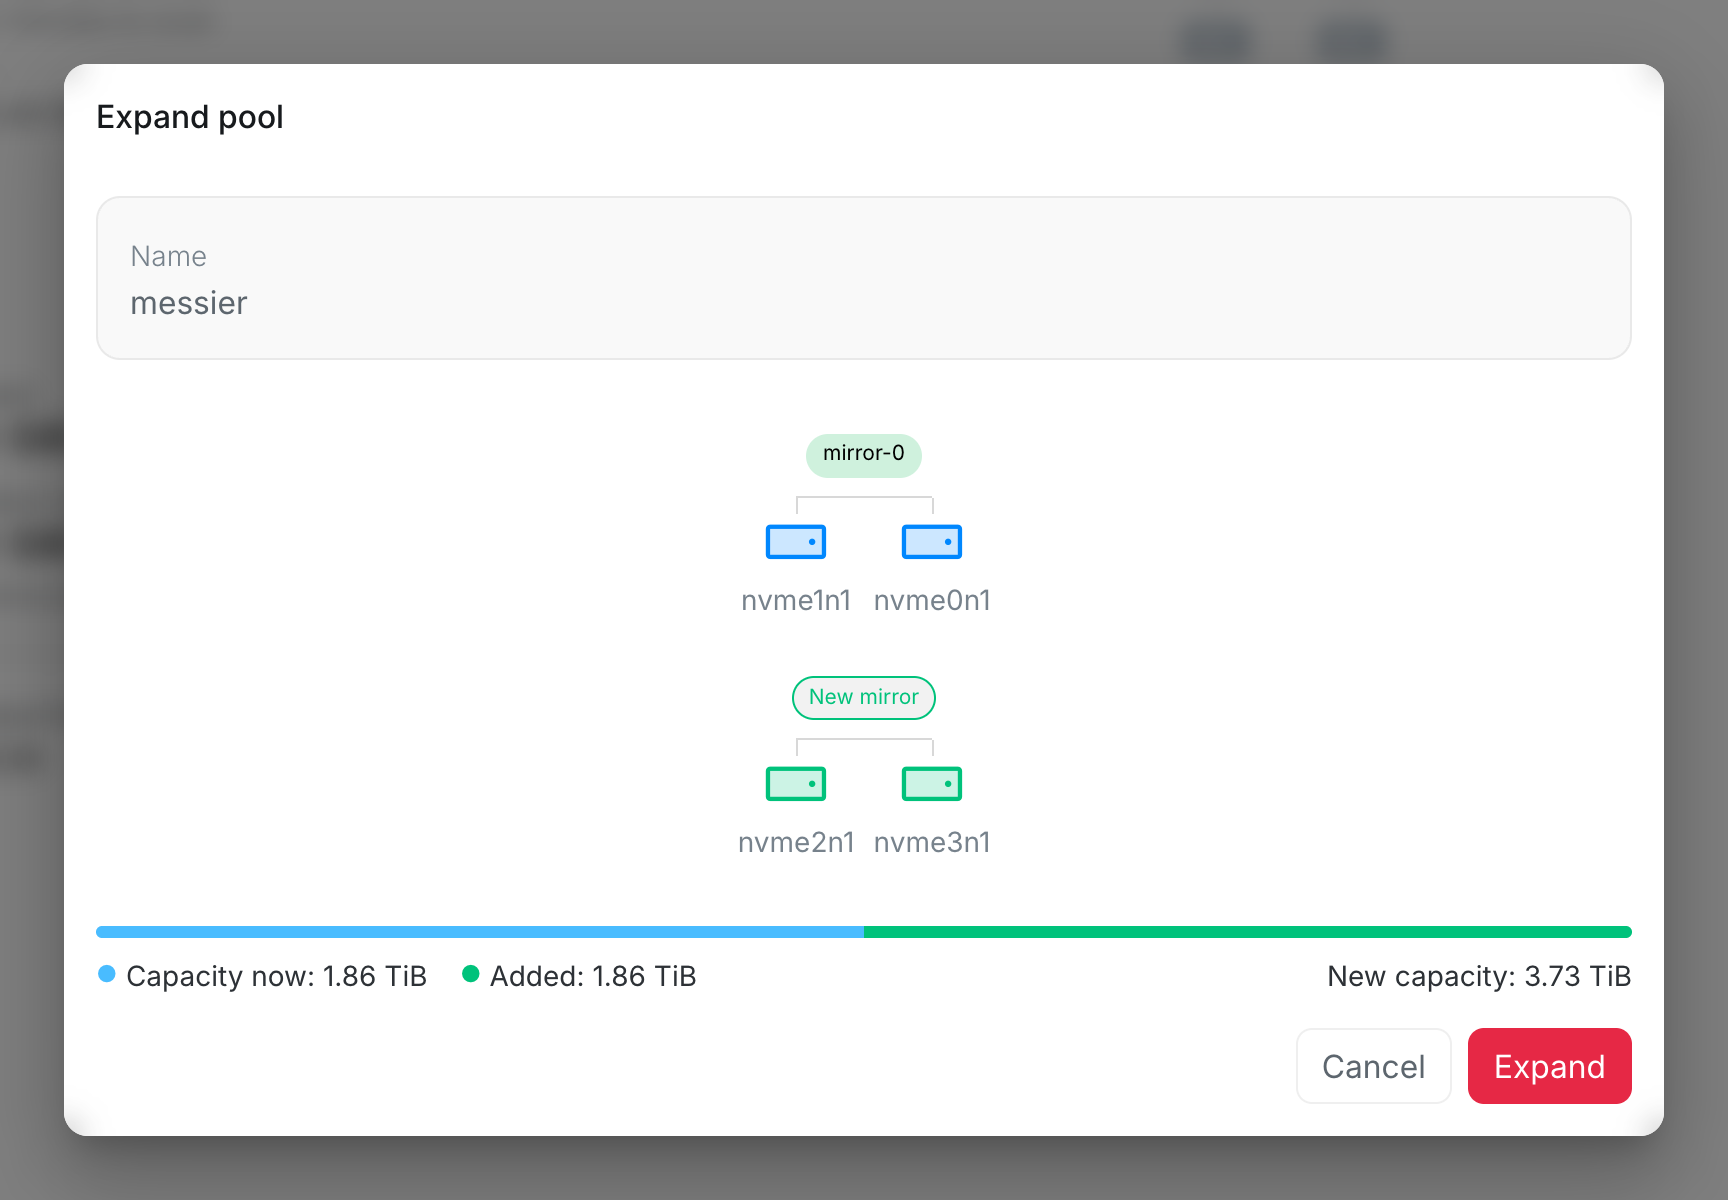 Expand pool
Name
messier
mirror-0
nvme1n1 nvme0n1
New mirror
nvme2n1 nvme3n1
Capacity now: 1.86 TiB Added: 1.86 TiB New capacity: 3.73 TiB
Cancel Expand